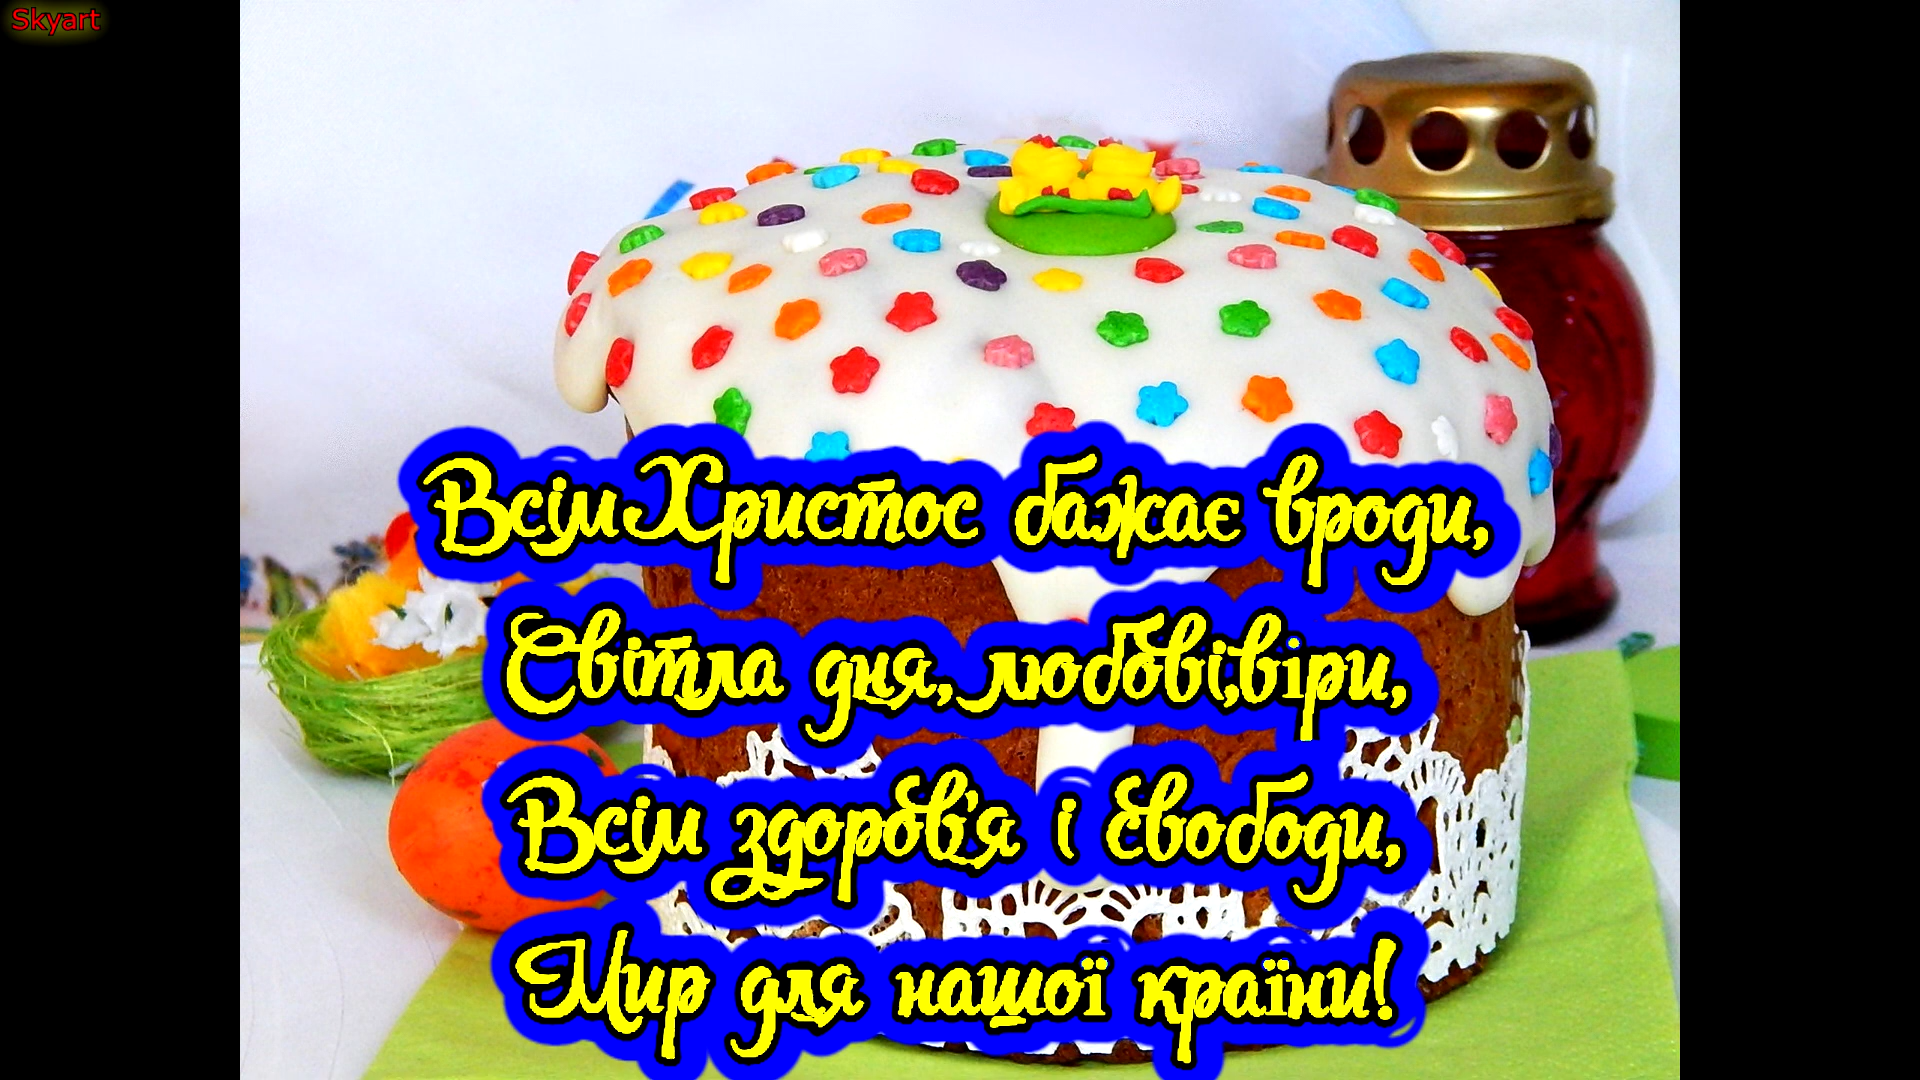 Skyart
Всім Христос бажає вроди,
Світла дня, любові,віри,
Всім здоров'я і свободи,
Мир для нашої країни!